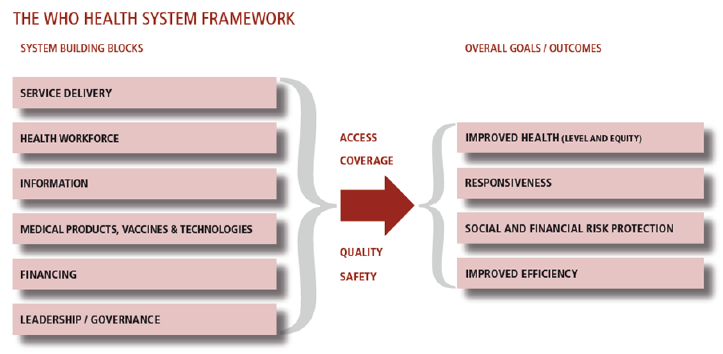 THE WHO HEALTH SYSTEM FRAMEWORK
SYSTEM BUILDING BLOCKS
OVERALL GOALS / OUTCOMES
SERVICE DELIVERY
HEALTH WORKFORCE
INFORMATION
MEDICAL PRODUCTS, VACCINES & TECHNOLOGIES
FINANCING
LEADERSHIP / GOVERNANCE
ACCESS
COVERAGE
QUALITY
SAFETY
IMPROVED HEALTH (LEVEL AND EQUITY)
RESPONSIVENESS
SOCIAL AND FINANCIAL RISK PROTECTION
IMPROVED EFFICIENCY